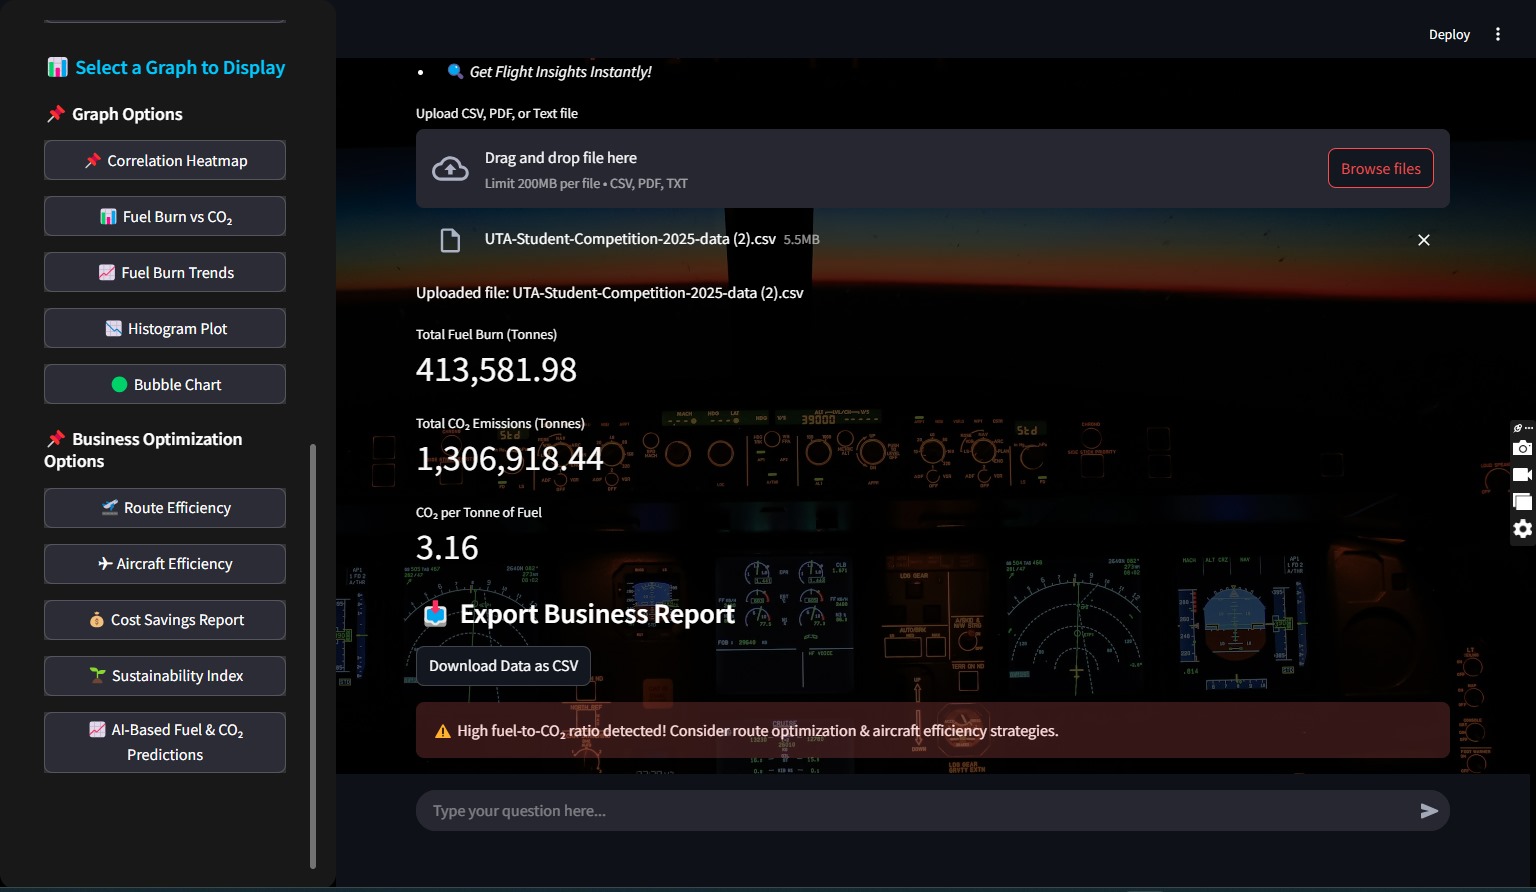 Deploy
Select a Graph to Display
Graph Options
Correlation Heatmap
Fuel Burn vs CO₂
Fuel Burn Trends
Histogram Plot
Bubble Chart
Business Optimization
Options
Route Efficiency
Aircraft Efficiency
Cost Savings Report
Sustainability Index
AI-Based Fuel & CO₂
Predictions
Get Flight Insights Instantly!
Upload CSV, PDF, or Text file
Drag and drop file here
Limit 200MB per file • CSV, PDF, TXT
Browse files
UTA-Student-Competition-2025-data (2).csv 5.5MB
Uploaded file: UTA-Student-Competition-2025-data (2).csv
Total Fuel Burn (Tonnes)
413,581.98
Total CO₂ Emissions (Tonnes)
1,306,918.44
CO₂ per Tonne of Fuel
3.16
Export Business Report
Download Data as CSV
High fuel-to-CO₂ ratio detected! Consider route optimization & aircraft efficiency strategies.
Type your question here...